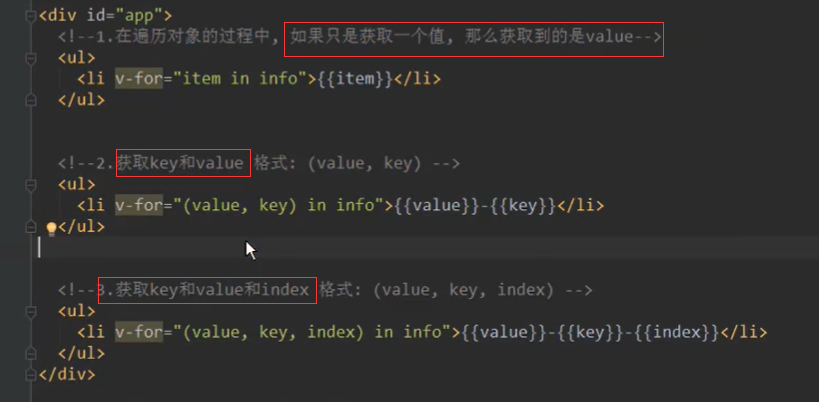 <div id="app">
<!--1.在遍历对象的过程中, 如果只是获取一个值, 那么获取到的是value-->
<ul>
<li v-for="item in info">{{item}}</li>
</ul>
<!--2.获取key和value 格式: (value, key) -->
<ul>
<li v-for="(value, key) in info">{{value}}-{{key}}</li>
</ul>
<!--3.获取key和value和index 格式: (value, key, index) -->
<ul>
<li v-for="(value, key, index) in info">{{value}}-{{key}}-{{index}}</li>
</ul>
</div>